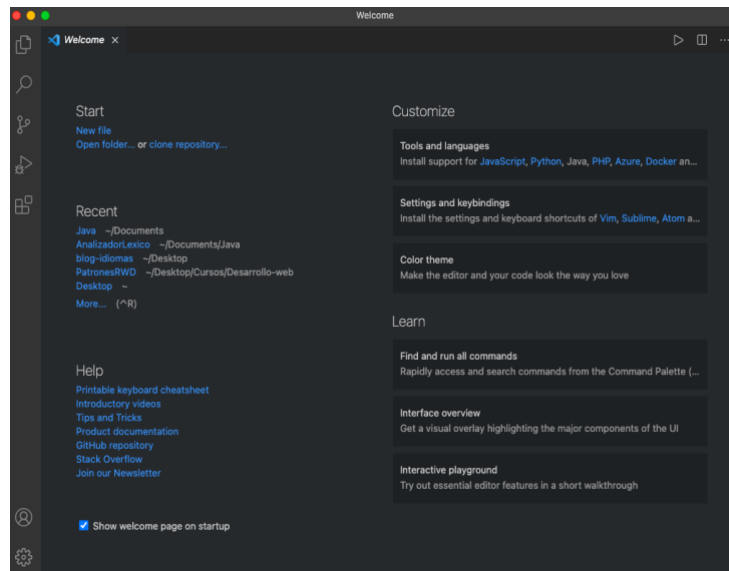 Welcome
Welcome
Start
New file
Open folder... or clone repository...
Recent
Java ~/Documents
AnalizadorLexico ~/Documents/Java
blog-idiomas ~/Desktop
PatronesRWD ~/Desktop/Cursos/Desarrollo-web
Desktop ~
More... (^R)
Help
Printable keyboard cheatsheet
Introductory videos
Tips and Tricks
Product documentation
GitHub repository
Stack Overflow
Join our Newsletter
Show welcome page on startup
Customize
Tools and languages
Install support for JavaScript, Python, Java, PHP, Azure, Docker an...
Settings and keybindings
Install the settings and keyboard shortcuts of Vim, Sublime, Atom a...
Color theme
Make the editor and your code look the way you love
Learn
Find and run all commands
Rapidly access and search commands from the Command Palette (...
Interface overview
Get a visual overlay highlighting the major components of the UI
Interactive playground
Try out essential editor features in a short walkthrough